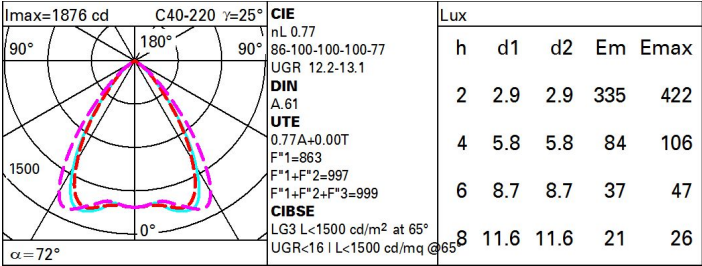 Imax=1876 cd C40-220 γ=25°
90° 180° 90°
1500
0°
α=72°
CIE
nL 0.77
86-100-100-100-77
UGR 12.2-13.1
DIN
A.61
UTE
0.77A+0.00T
F"1=863
F"1+F"2=997
F"1+F"2+F"3=999
CIBSE
LG3 L<1500 cd/m² at 65°
UGR<16 | L<1500 cd/mq @65°
Lux
h d1 d2 Em Emax
2 2.9 2.9 335 422
4 5.8 5.8 84 106
6 8.7 8.7 37 47
8 11.6 11.6 21 26